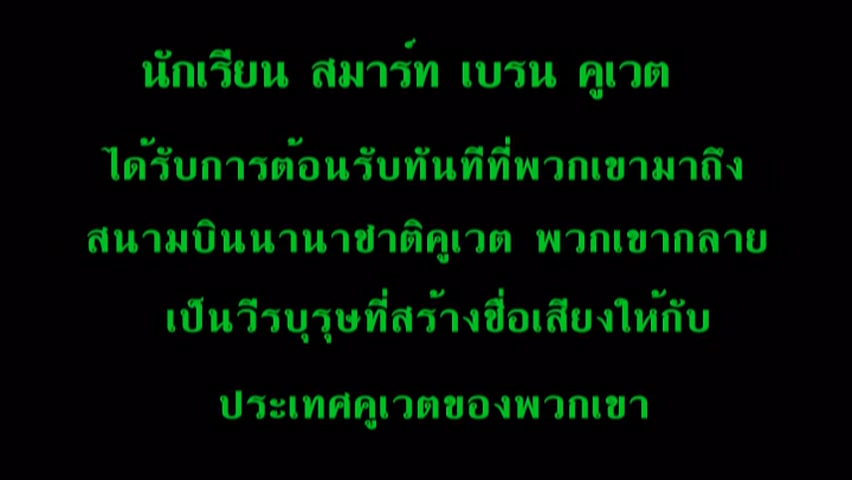 นักเรียน สมาร์ท เบรน คูเวต
ได้รับการต้อนรับทันทีที่พวกเขามาถึง
สนามบินนานาชาติคูเวต พวกเขากลาย
เป็นวีรบุรุษที่สร้างชื่อเสียงให้กับ
ประเทศคูเวตของพวกเขา